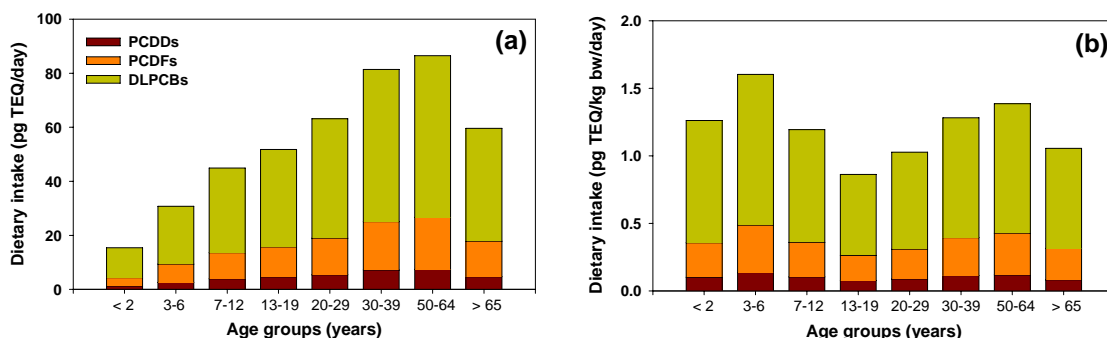 (a)
PCDDs
PCDFs
DLPCBs
Dietary intake (pg TEQ/day)
100
80
60
40
20
0
< 2 3-6 7-12 13-19 20-29 30-39 50-64 > 65
Age groups (years)
(b)
Dietary intake (pg TEQ/kg bw/day)
2.0
1.5
1.0
0.5
0.0
< 2 3-6 7-12 13-19 20-29 30-39 50-64 > 65
Age groups (years)